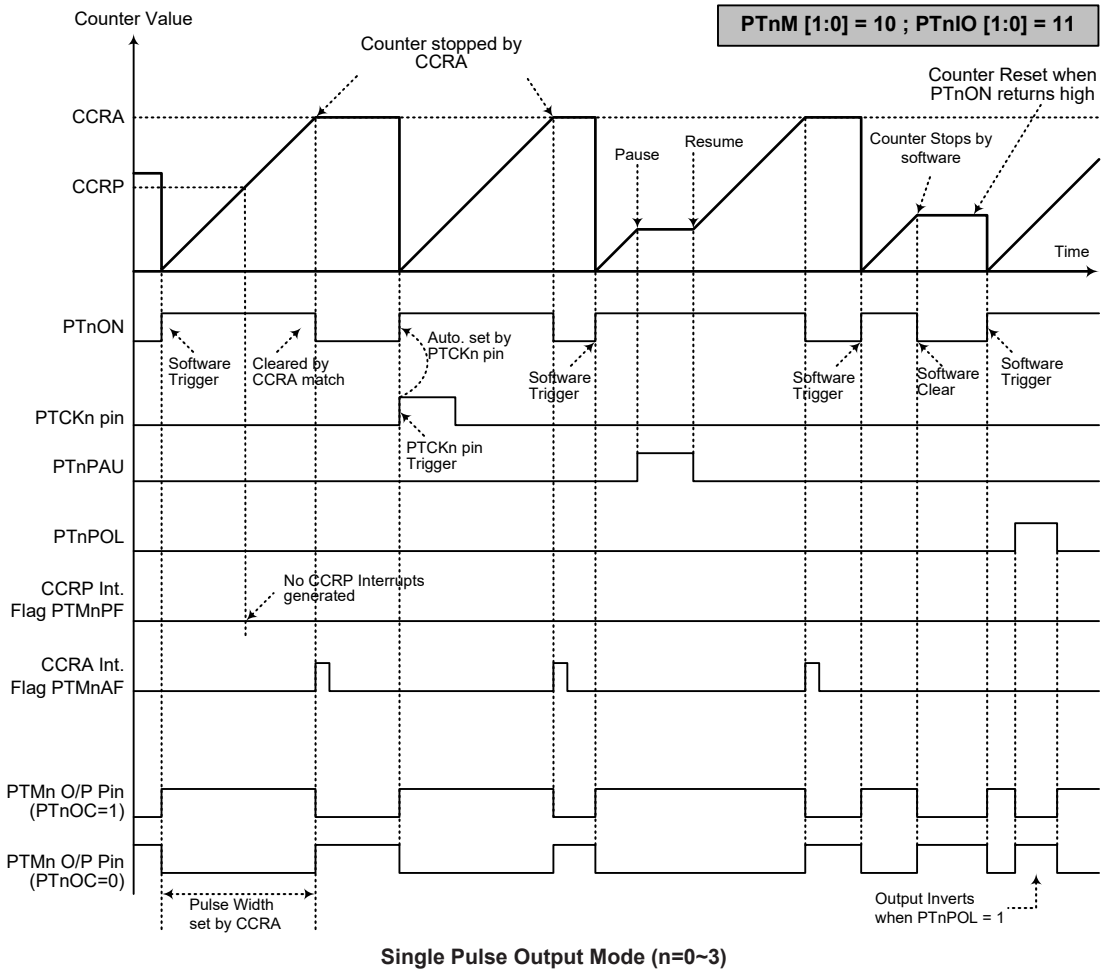 Counter Value
PTnM [1:0] = 10 ; PTnIO [1:0] = 11
Counter stopped by
CCRA
Counter Reset when
PTnON returns high
CCRA
Pause
Resume
Counter Stops by
software
CCRP
Time
PTnON
Software
Trigger
Cleared by
CCRA match
Auto. set by
PTCKn pin
Software
Trigger
Software
Trigger
Software
Clear
Software
Trigger
PTCKn pin
PTCKn pin
Trigger
PTnPAU
PTnPOL
No CCRP Interrupts
generated
CCRP Int.
Flag PTMnPF
CCRA Int.
Flag PTMnAF
PTMn O/P Pin
(PTnOC=1)
PTMn O/P Pin
(PTnOC=0)
Pulse Width
set by CCRA
Output Inverts
when PTnPOL = 1
Single Pulse Output Mode (n=0~3)